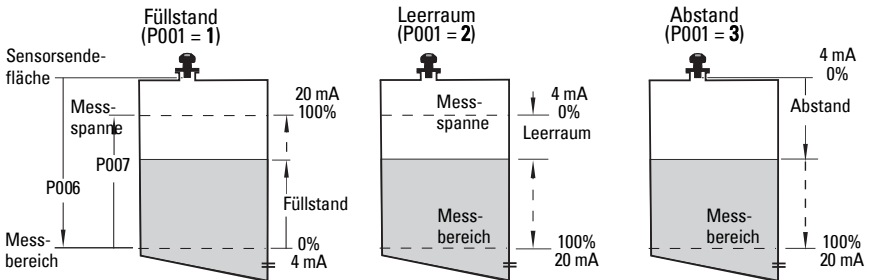 Füllstand
(P001 = 1)
Sensorsende-
fläche
20 mA
100%
Mess-
spanne
P007
P006
Füllstand
Mess-
bereich
0%
4 mA
Leerraum
(P001 = 2)
4 mA
0%
Mess-
spanne
Leerraum
Mess-
bereich
100%
20 mA
Abstand
(P001 = 3)
4 mA
0%
Abstand
Mess-
bereich
100%
20 mA